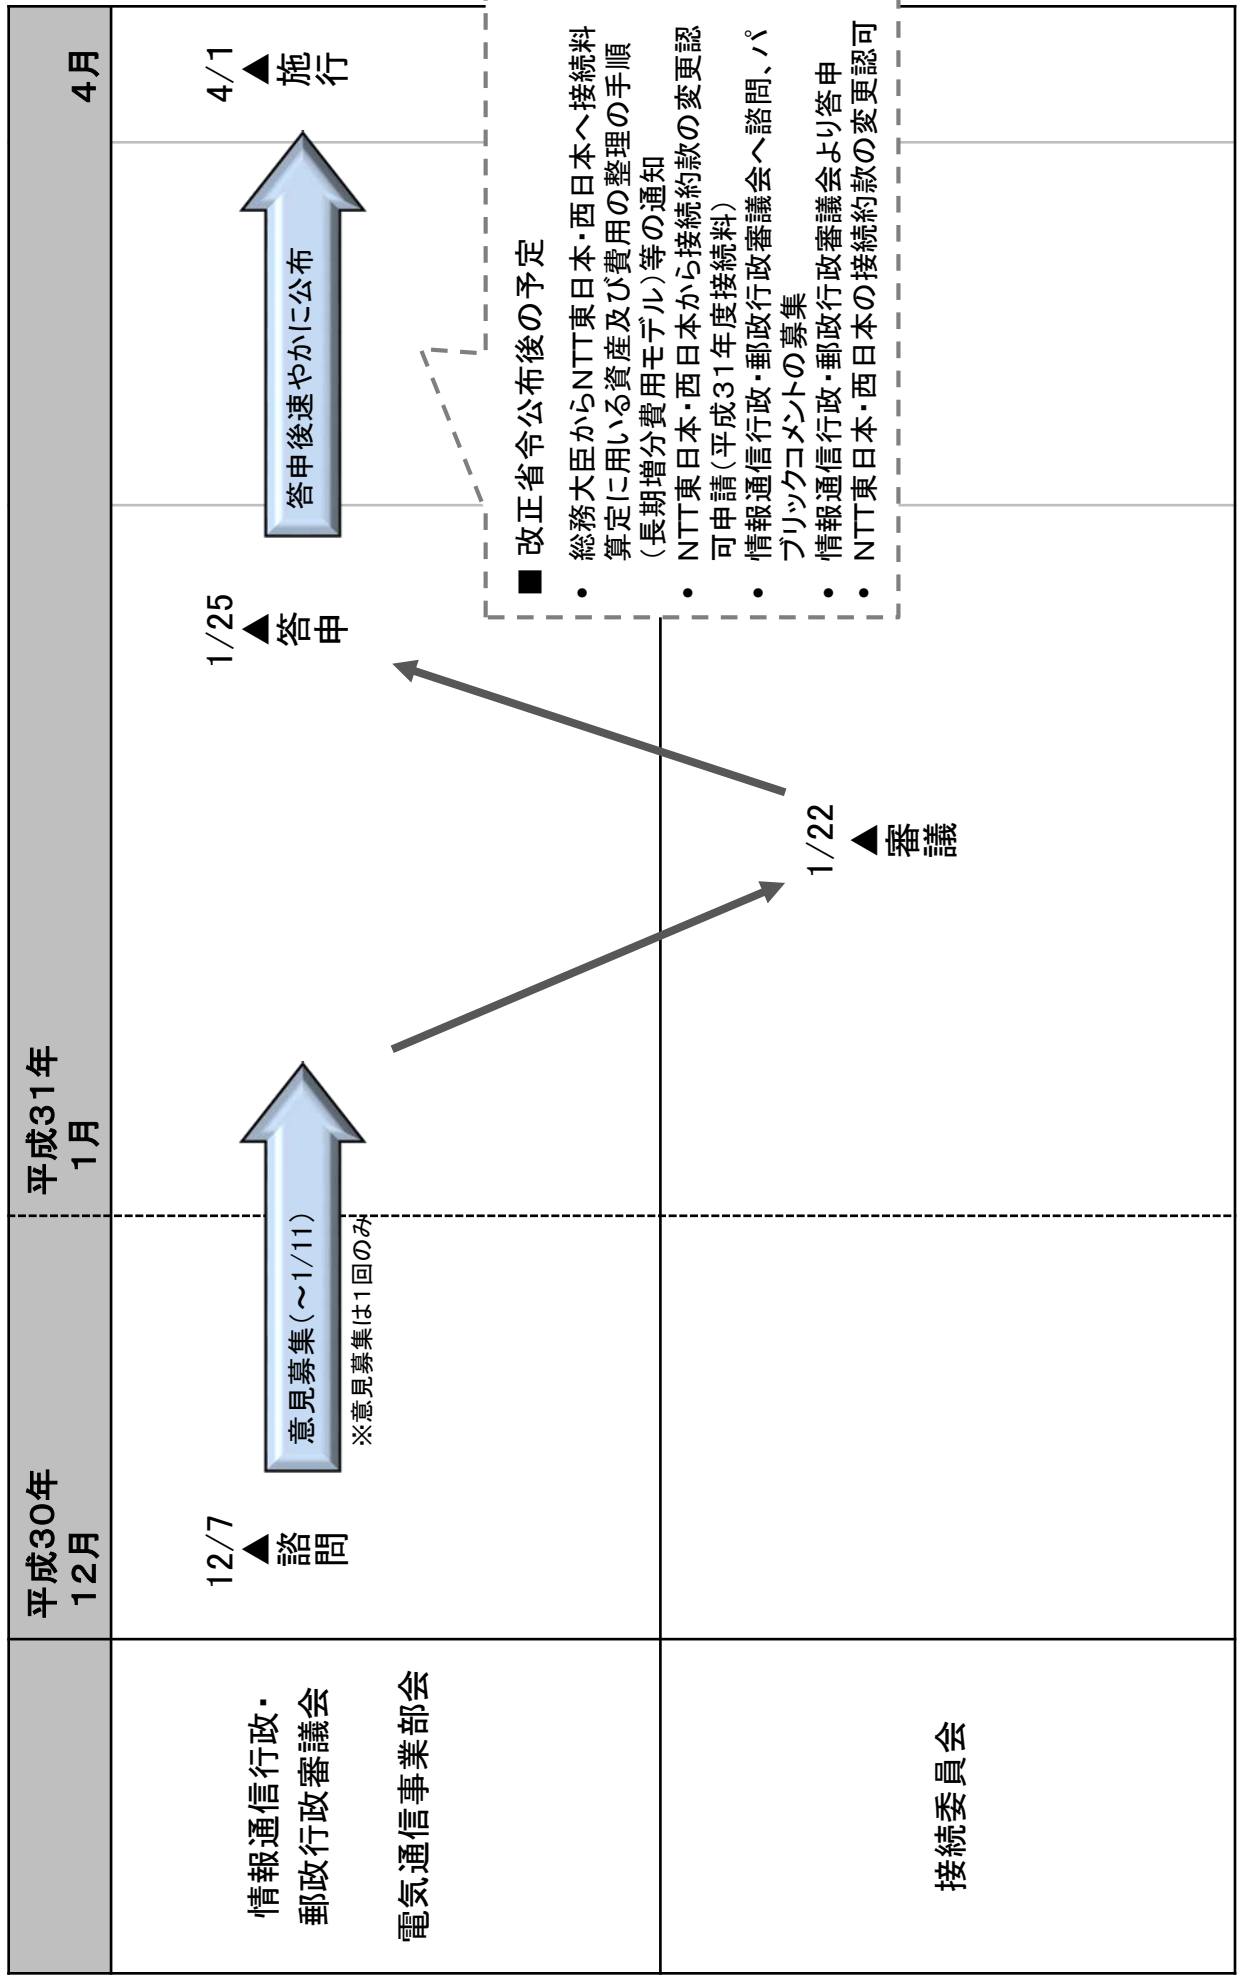 平成30年
12月
平成31年
1月
4月
情報通信行政・
郵政行政審議会
電気通信事業部会
12/7
▲
諮
問
意見募集(～1/11)
※意見募集は1回のみ
1/25
▲
答
申
答申後速やかに公布
4/1
▲
施
行
■ 改正省令公布後の予定
• 総務大臣からNTT東日本・西日本へ接続料
算定に用いる資産及び費用の整理の手順
(長期増分費用モデル)等の通知
• NTT東日本・西日本から接続約款の変更認
可申請(平成31年度接続料)
• 情報通信行政・郵政行政審議会へ諮問、パ
ブリックコメントの募集
• 情報通信行政・郵政行政審議会より答申
• NTT東日本・西日本の接続約款の変更認可
接続委員会
1/22
▲
審
議